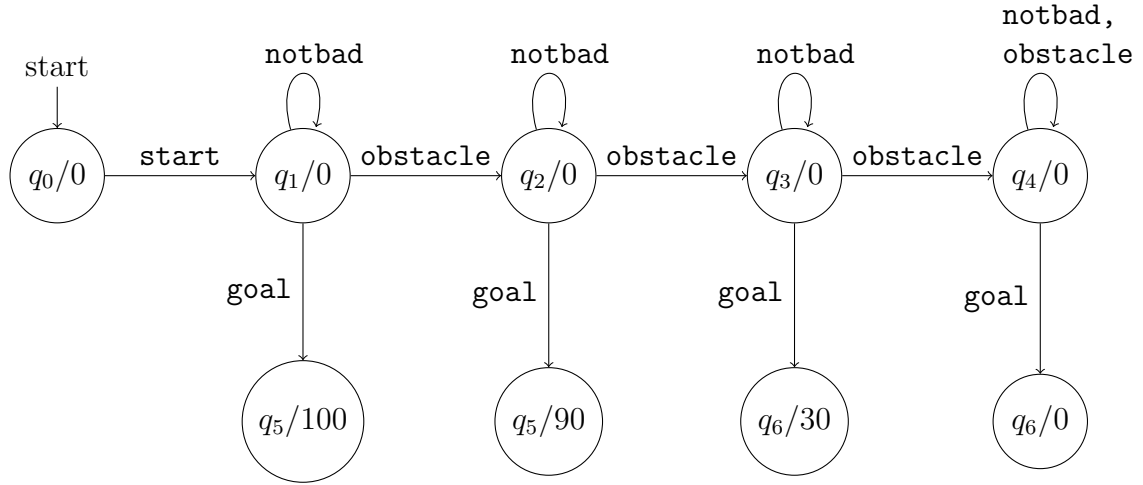 notbad,
obstacle
start
notbad
notbad
notbad
q₀/0
start
q₁/0
obstacle
q₂/0
obstacle
q₃/0
obstacle
q₄/0
goal
goal
goal
goal
q₅/100
q₅/90
q₆/30
q₆/0